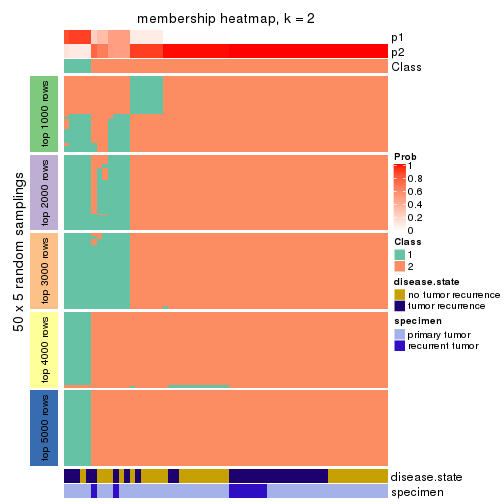 membership heatmap, k = 2
p1
p2
Class
50 x 5 random samplings
top 1000 rows
top 2000 rows
top 3000 rows
top 4000 rows
top 5000 rows
Prob
1
0.8
0.6
0.4
0.2
0
Class
1
2
disease.state
no tumor recurrence
tumor recurrence
specimen
primary tumor
recurrent tumor
disease.state
specimen